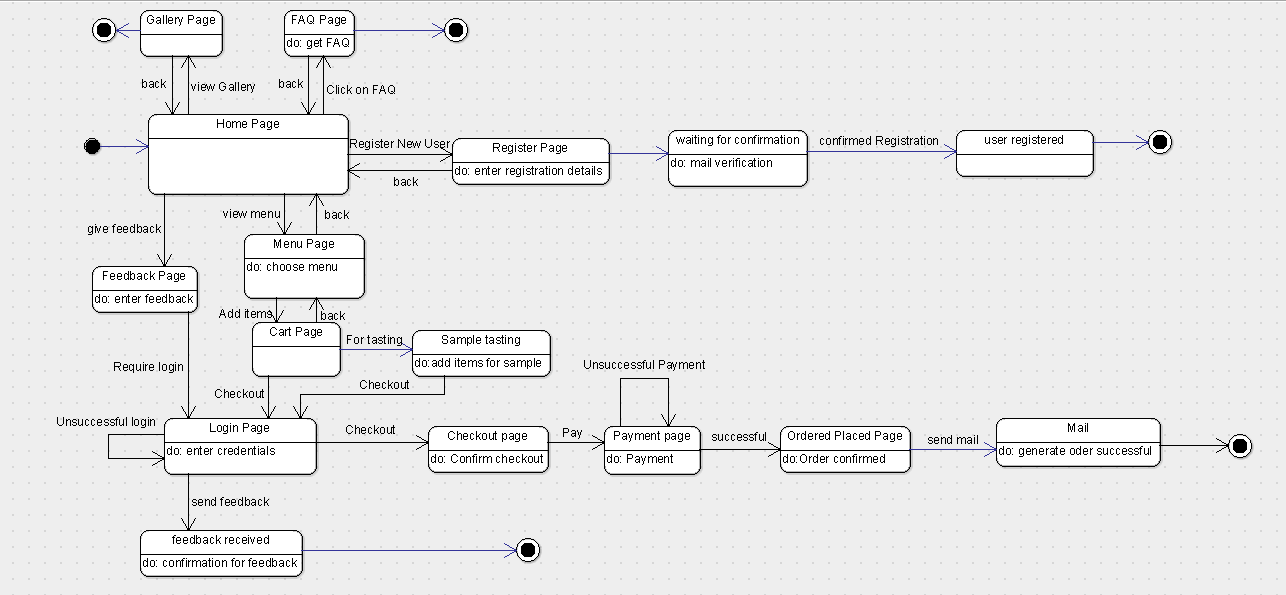 Gallery Page
FAQ Page
do: get FAQ
back
view Gallery
back
Click on FAQ
Home Page
Register New User
back
Register Page
do: enter registration details
waiting for confirmation
do: mail verification
confirmed Registration
user registered
give feedback
view menu
back
Menu Page
do: choose menu
Feedback Page
do: enter feedback
Add items
back
Cart Page
For tasting
Sample tasting
do:add items for sample
Require login
Checkout
Checkout
Unsuccessful Payment
Unsuccessful login
Login Page
do: enter credentials
Checkout
Checkout page
do: Confirm checkout
Pay
Payment page
do: Payment
successful
Ordered Placed Page
do:Order confirmed
send mail
Mail
do: generate oder successful
send feedback
feedback received
do: confirmation for feedback